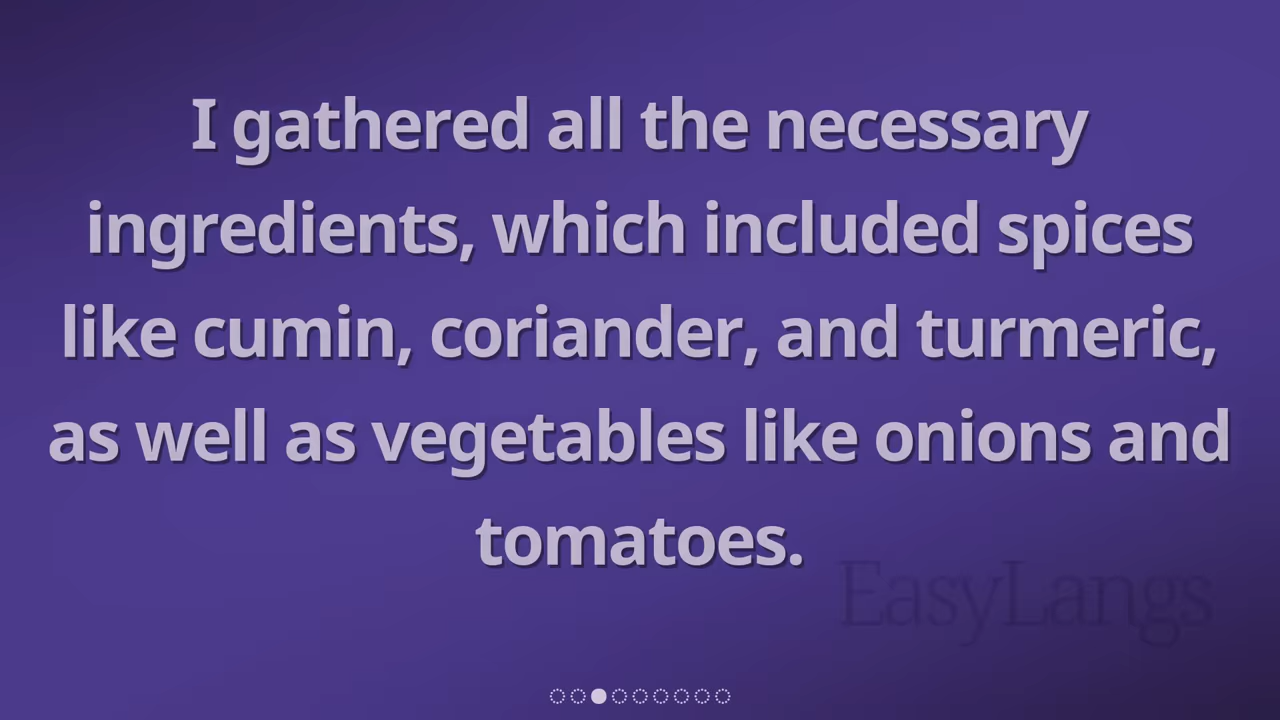 I gathered all the necessary
ingredients, which included spices
like cumin, coriander, and turmeric,
as well as vegetables like onions and
tomatoes.
EasyLangs